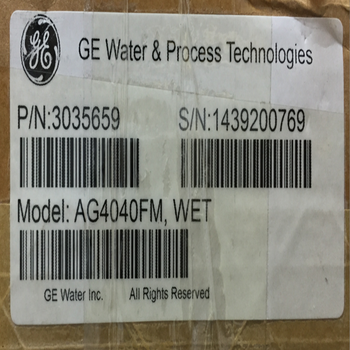 GE GE Water & Process Technologies
P/N:3035659 S/N:1439200769
Model: AG4040FM, WET
GE Water Inc. All Rights Reserved